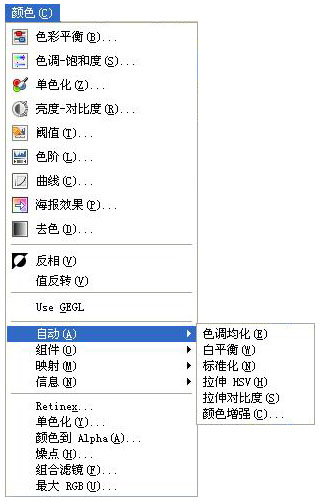 颜色(C)
色彩平衡(B)...
色调-饱和度(S)...
单色化(Z)...
亮度-对比度(R)...
阈值(T)...
色阶(L)...
曲线(C)...
海报效果(P)...
去色(D)...
反相(V)
值反转(V)
Use GEGL
自动(A)
组件(O)
映射(M)
信息(N)
色调均化(E)
白平衡(W)
标准化(N)
拉伸 HSV(H)
拉伸对比度(S)
颜色增强(C)...
Retinex...
单色化(Y)...
颜色到 Alpha(A)...
燥点(H)...
组合滤镜(F)...
最大 RGB(U)...